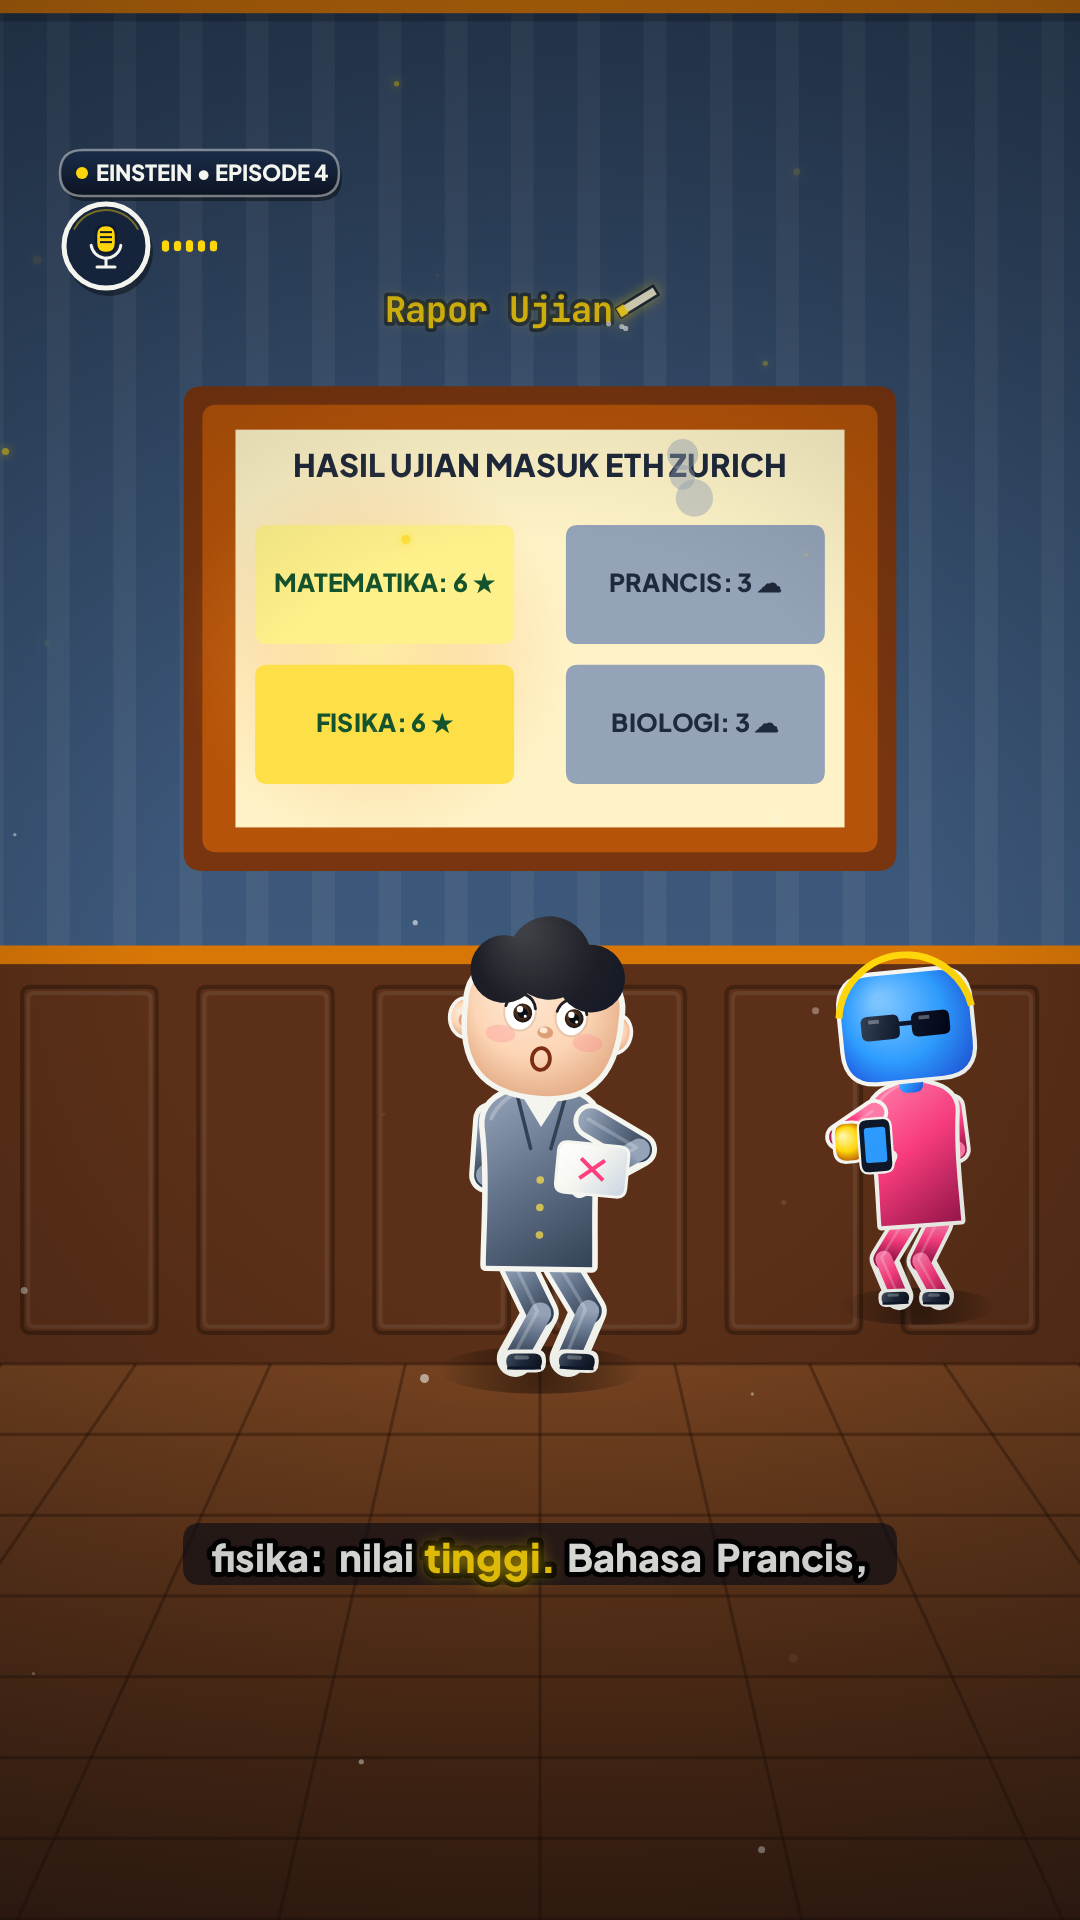 EINSTEIN ● EPISODE 4
Rapor Ujian
HASIL UJIAN MASUK ETH ZURICH
MATEMATIKA: 6 ★
PRANCIS: 3 ☁
FISIKA: 6 ★
BIOLOGI: 3 ☁
fisika: nilai tinggi. Bahasa Prancis,